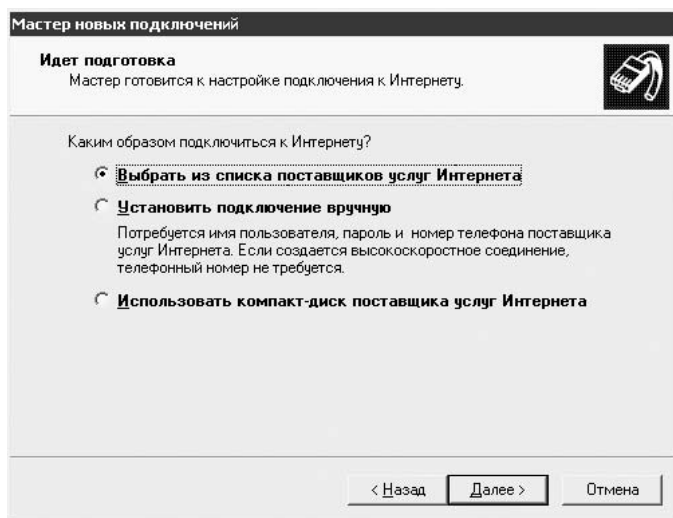 Мастер новых подключений
Идет подготовка
Мастер готовится к настройке подключения к Интернету.
Каким образом подключиться к Интернету?
Выбрать из списка поставщиков услуг Интернета
Установить подключение вручную
Потребуется имя пользователя, пароль и номер телефона поставщика
услуг Интернета. Если создается высокоскоростное соединение,
телефонный номер не требуется.
Использовать компакт-диск поставщика услуг Интернета
< Назад Далее > Отмена